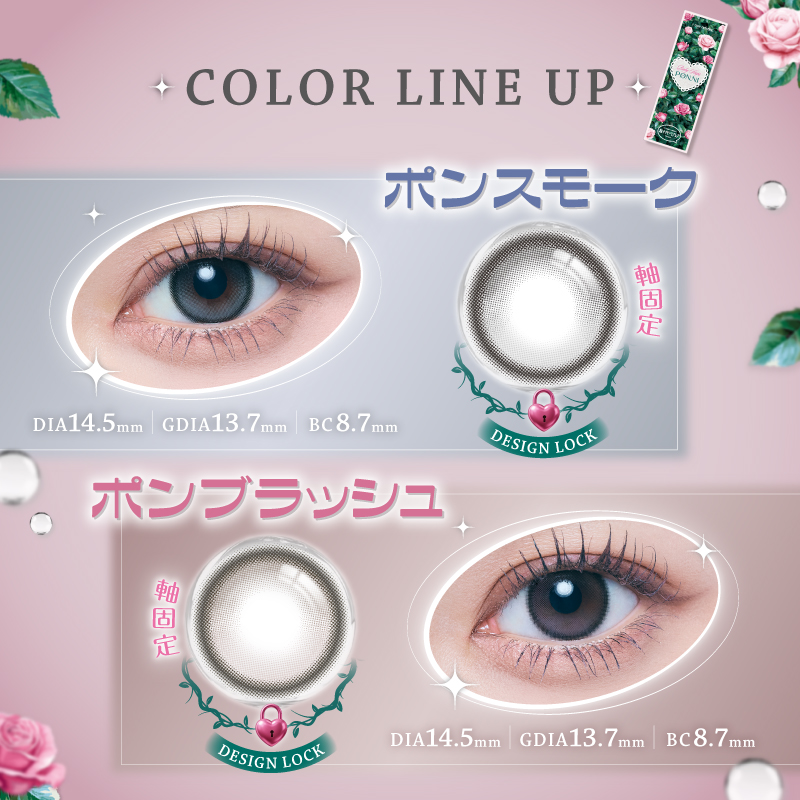 COLOR LINE UP
PONNE
ポンスモーク
軸固定
DESIGN LOCK
DIA14.5mm | GDIA13.7mm | BC8.7mm
ポンブラッシュ
軸固定
DESIGN LOCK
DIA14.5mm | GDIA13.7mm | BC8.7mm